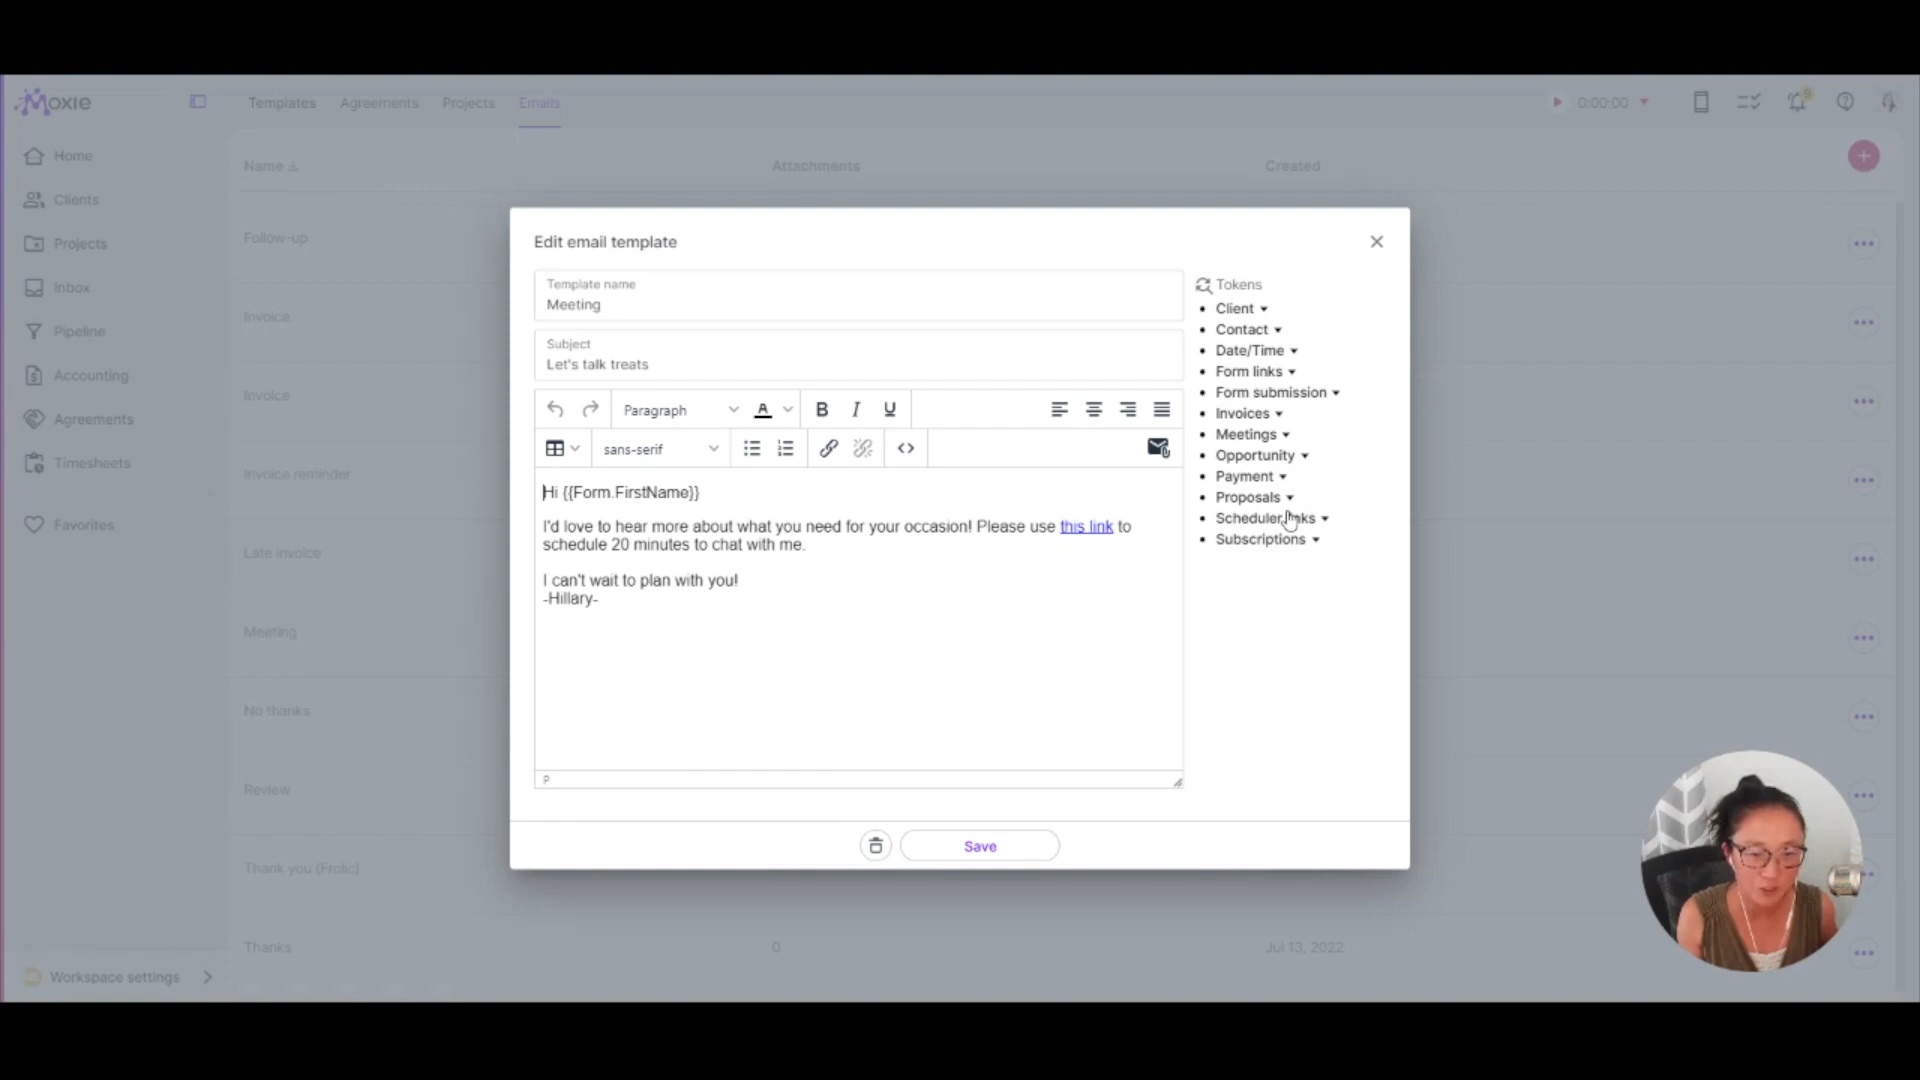 Moxie
Templates
Agreements
Projects
Emails
0:00:00
Home
Clients
Projects
Inbox
Pipeline
Accounting
Agreements
Timesheets
Favorites
Workspace settings
Name
Attachments
Created
Follow-up
Invoice
Invoice
Invoice reminder
Late invoice
Meeting
No thanks
Review
Thank you (Frolic)
Thanks
0
Jul 13, 2022
Edit email template
Template name
Meeting
Subject
Let's talk treats
Paragraph
A
B
I
U
sans-serif
Hi {{Form.FirstName}}
I'd love to hear more about what you need for your occasion! Please use this link to
schedule 20 minutes to chat with me.
I can't wait to plan with you!
-Hillary-
P
Tokens
Client
Contact
Date/Time
Form links
Form submission
Invoices
Meetings
Opportunity
Payment
Proposals
Scheduler links
Subscriptions
Save